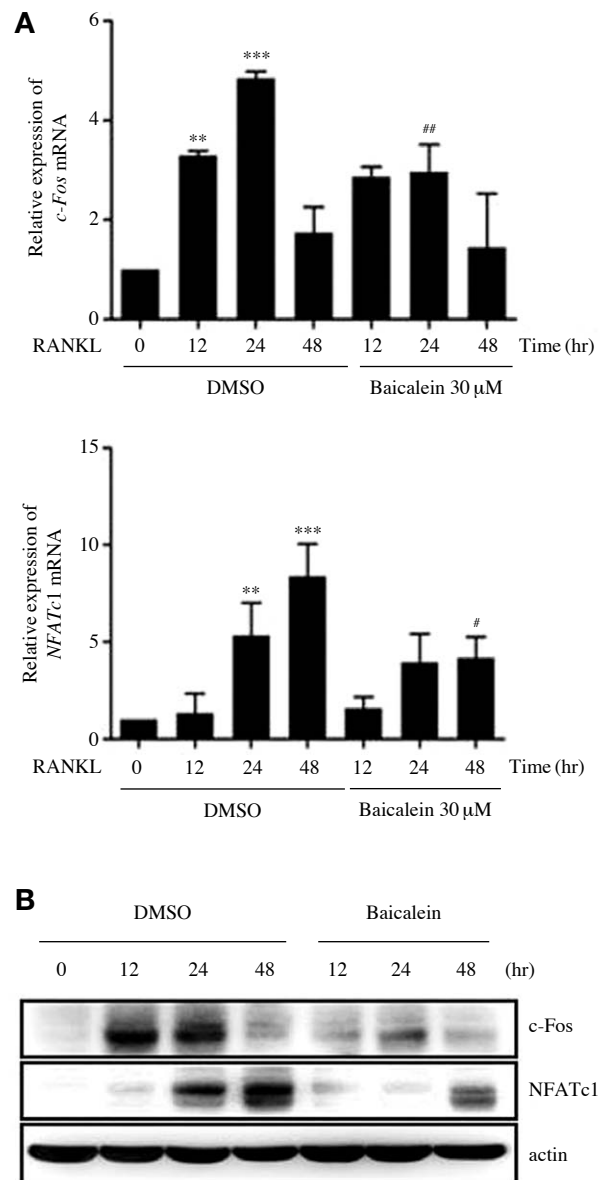 A
Relative expression of
c-Fos mRNA
6
4
2
0
**
***
##
RANKL 0 12 24 48 12 24 48 Time (hr)
DMSO Baicalein 30 μM
Relative expression of
NFATc1 mRNA
15
10
5
0
**
***
#
RANKL 0 12 24 48 12 24 48 Time (hr)
DMSO Baicalein 30 μM
B
DMSO Baicalein
0 12 24 48 12 24 48 (hr)
c-Fos
NFATc1
actin